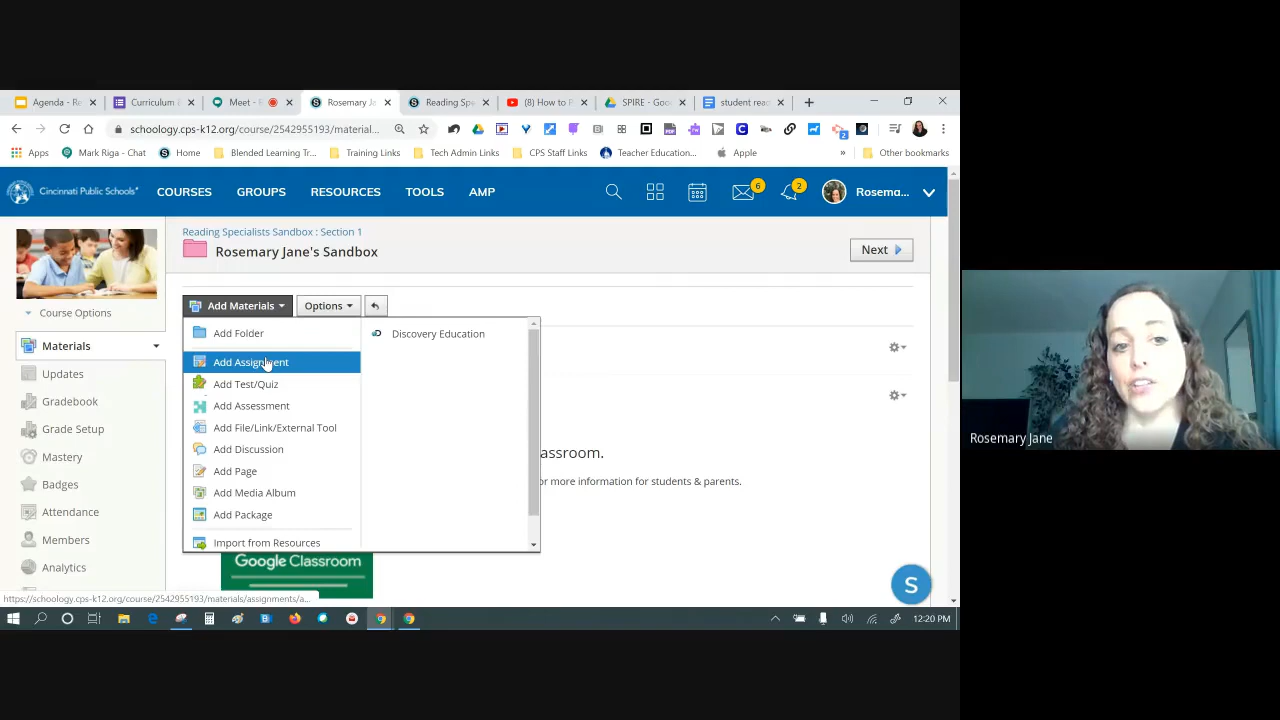 Agenda - Re
Curriculum
Meet - R
Rosemary Ja
Reading Spe
(8) How to P
SPIRE - Goo
student read
schoology.cps-k12.org/course/2542955193/material...
2
Apps
Mark Riga - Chat
Home
Blended Learning Tr...
Training Links
Tech Admin Links
CPS Staff Links
Teacher Education...
Apple
»
Other bookmarks
Cincinnati Public Schools
COURSES
GROUPS
RESOURCES
TOOLS
AMP
6
2
Rosema...
Reading Specialists Sandbox : Section 1
Rosemary Jane's Sandbox
Next
Course Options
Materials
Updates
Gradebook
Grade Setup
Mastery
Badges
Attendance
Members
Analytics
Add Materials
Options
Add Folder
Add Assignment
Add Test/Quiz
Add Assessment
Add File/Link/External Tool
Add Discussion
Add Page
Add Media Album
Add Package
Import from Resources
Discovery Education
assroom.
or more information for students & parents.
Google Classroom
S
https://schoology.cps-k12.org/course/2542955193/materials/assignments/a...
12:20 PM
Rosemary Jane